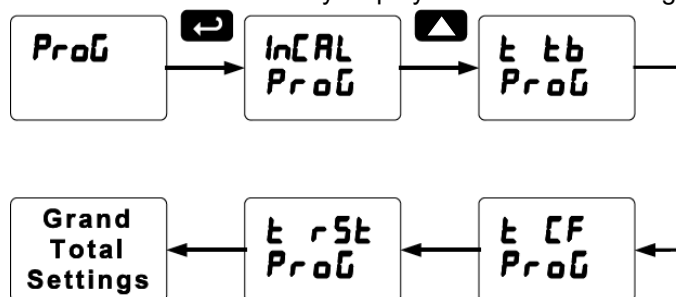 ProG
InCAL
ProG
t tb
ProG
Grand
Total
Settings
t rSt
ProG
t CF
ProG